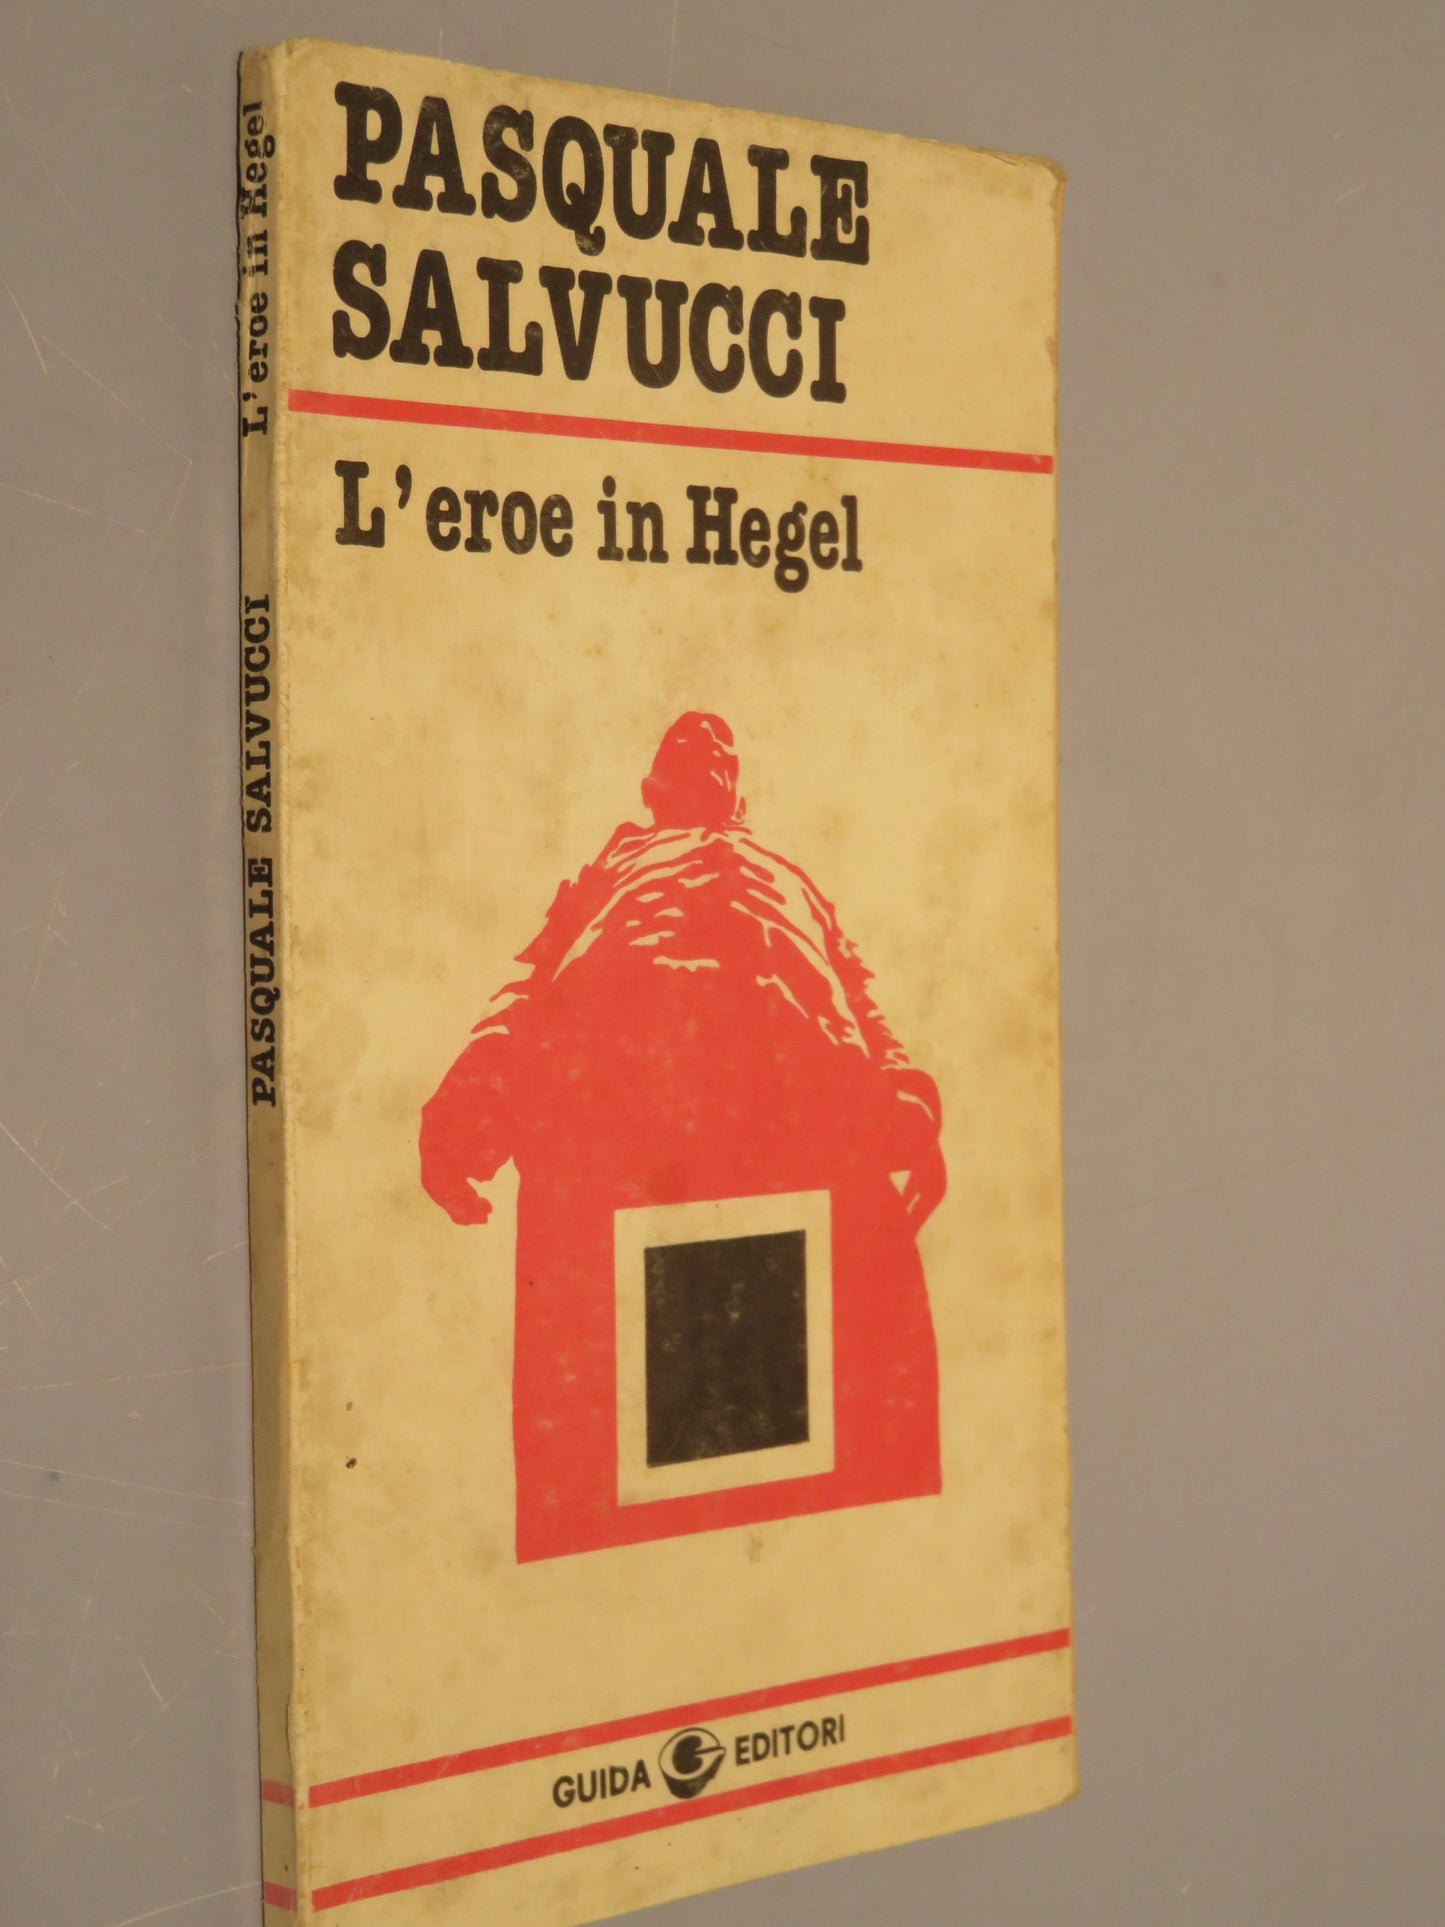 PASQUALE
SALVUCCI
L'eroe in Hegel
GUIDA EDITORI
PASQUALE SALVUCCI L'eroe in Hegel